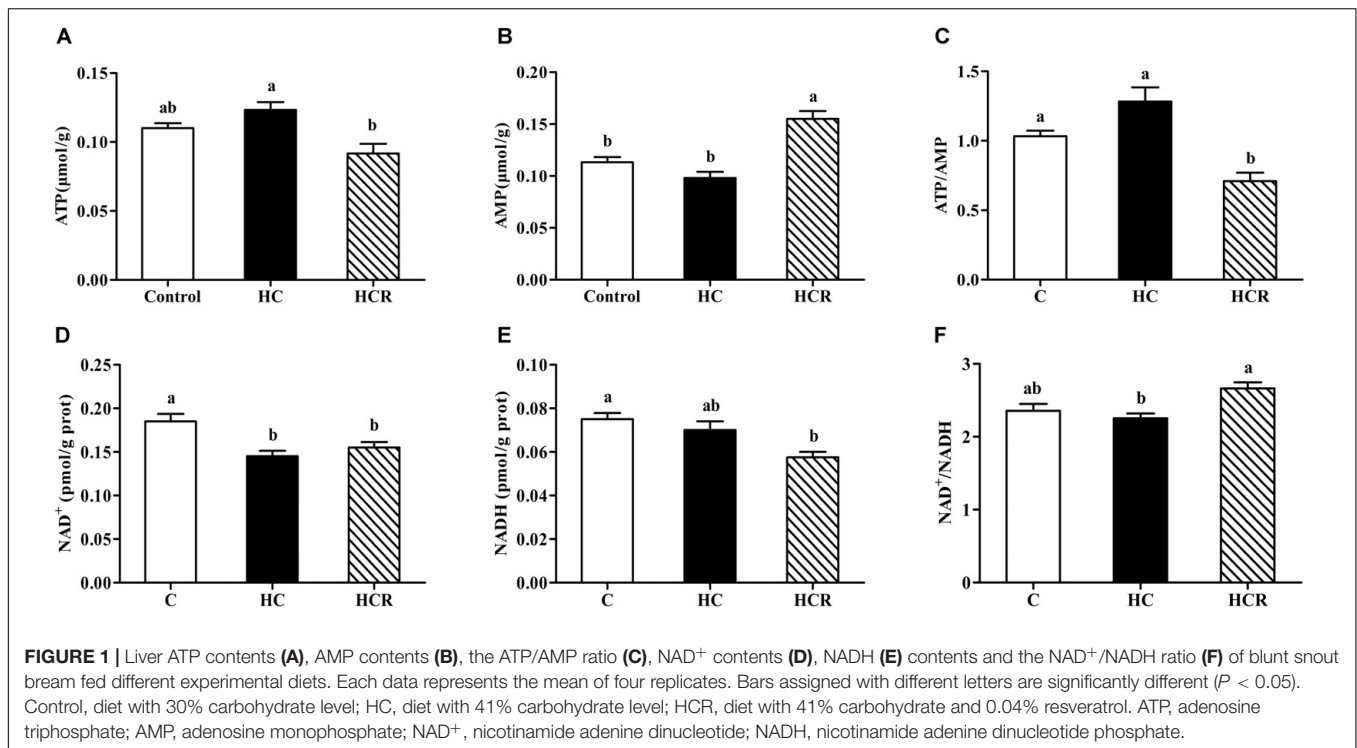 A
B
C
0.15
0.10
0.05
0.00
ATP(μmol/g)
ab
a
b
Control
HC
HCR
0.20
0.15
0.10
0.05
0.00
AMP(μmol/g)
b
b
a
Control
HC
HCR
1.5
1.0
0.5
0.0
ATP/AMP
a
a
b
C
HC
HCR
D
E
F
0.25
0.20
0.15
0.10
0.05
0.00
NAD+ (pmol/g prot)
a
b
b
C
HC
HCR
0.10
0.08
0.06
0.04
0.02
0.00
NADH (pmol/g prot)
a
ab
b
C
HC
HCR
3
2
1
0
NAD+/NADH
ab
b
a
C
HC
HCR
FIGURE 1 | Liver ATP contents (A), AMP contents (B), the ATP/AMP ratio (C), NAD+ contents (D), NADH (E) contents and the NAD+/NADH ratio (F) of blunt snout
bream fed different experimental diets. Each data represents the mean of four replicates. Bars assigned with different letters are significantly different (P < 0.05).
Control, diet with 30% carbohydrate level; HC, diet with 41% carbohydrate level; HCR, diet with 41% carbohydrate and 0.04% resveratrol. ATP, adenosine
triphosphate; AMP, adenosine monophosphate; NAD+, nicotinamide adenine dinucleotide; NADH, nicotinamide adenine dinucleotide phosphate.